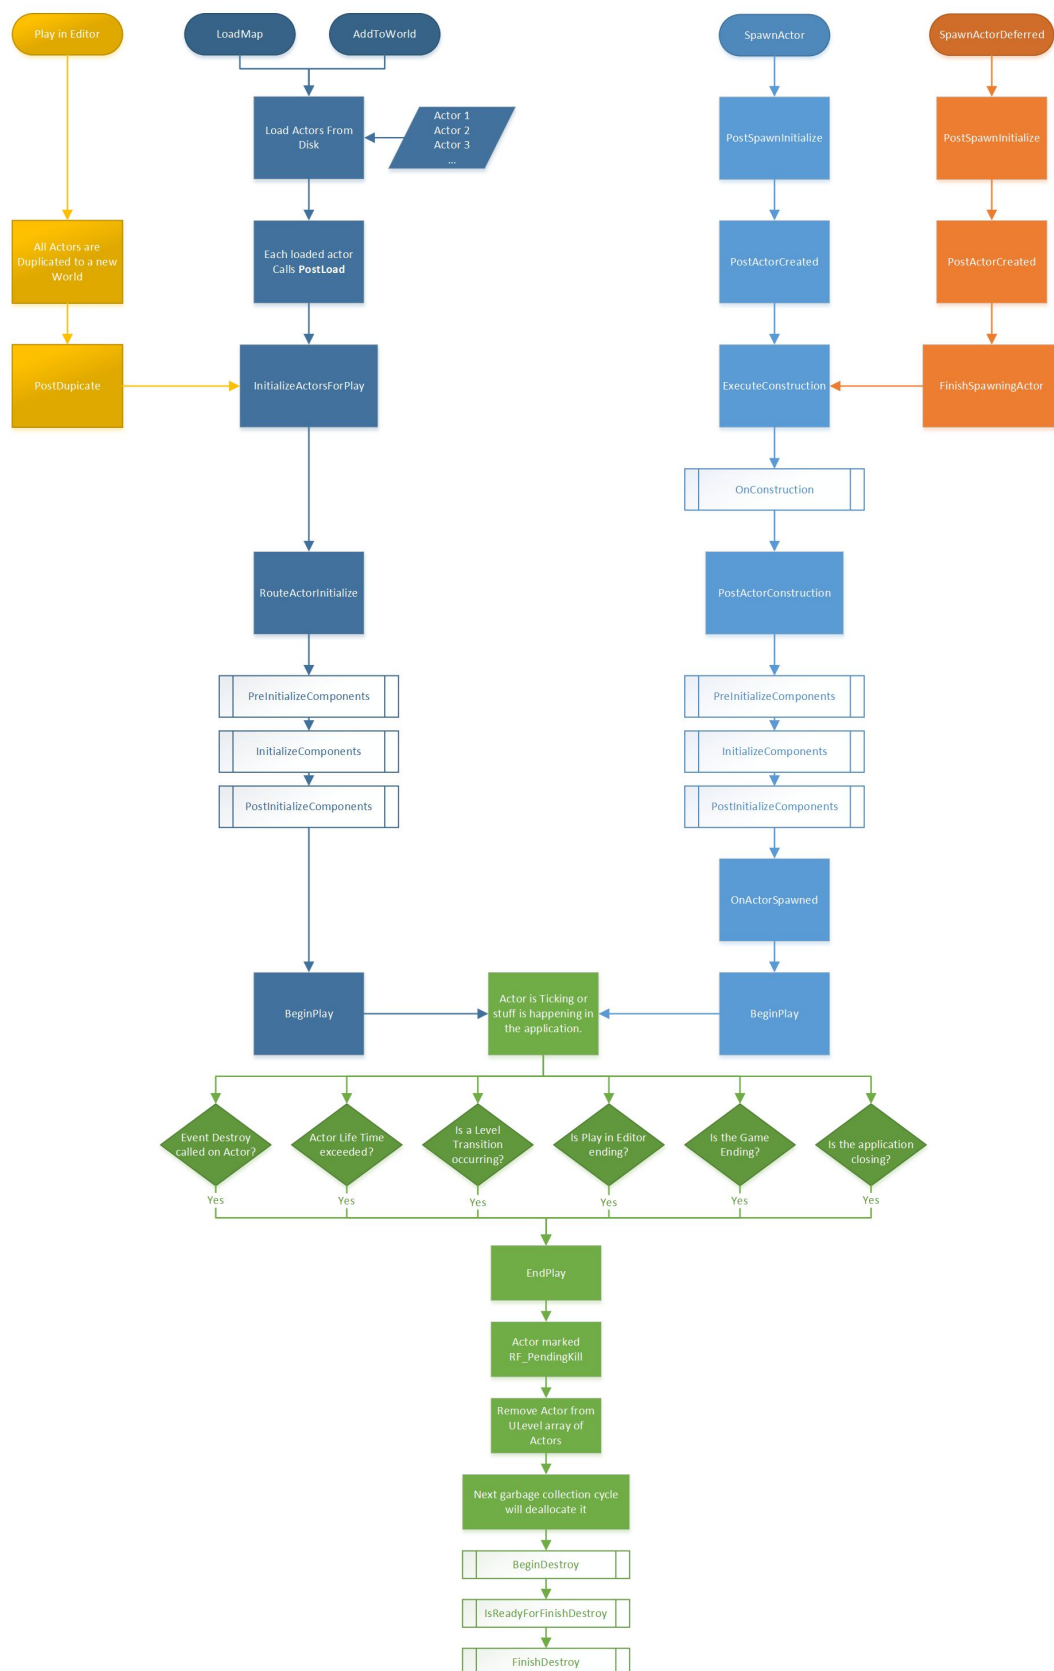 Play in Editor
LoadMap
AddToWorld
SpawnActor
SpawnActorDeferred
Load Actors From
Disk
Actor 1
Actor 2
Actor 3
...
PostSpawnInitialize
PostSpawnInitialize
All Actors are
Duplicated to a new
World
Each loaded actor
Calls PostLoad
PostActorCreated
PostActorCreated
PostDupicate
InitializeActorsForPlay
ExecuteConstruction
FinishSpawningActor
OnConstruction
RouteActorInitialize
PostActorConstruction
PreInitializeComponents
PreInitializeComponents
InitializeComponents
InitializeComponents
PostInitializeComponents
PostInitializeComponents
OnActorSpawned
BeginPlay
Actor is Ticking or
stuff is happening in
the application.
BeginPlay
Event Destroy
called on Actor?
Actor Life Time
exceeded?
Is a Level
Transition
occurring?
Is Play in Editor
ending?
Is the Game
Ending?
Is the application
closing?
Yes
Yes
Yes
Yes
Yes
Yes
EndPlay
Actor marked
RF_PendingKill
Remove Actor from
ULevel array of
Actors
Next garbage collection cycle
will deallocate it
BeginDestroy
IsReadyForFinishDestroy
FinishDestroy